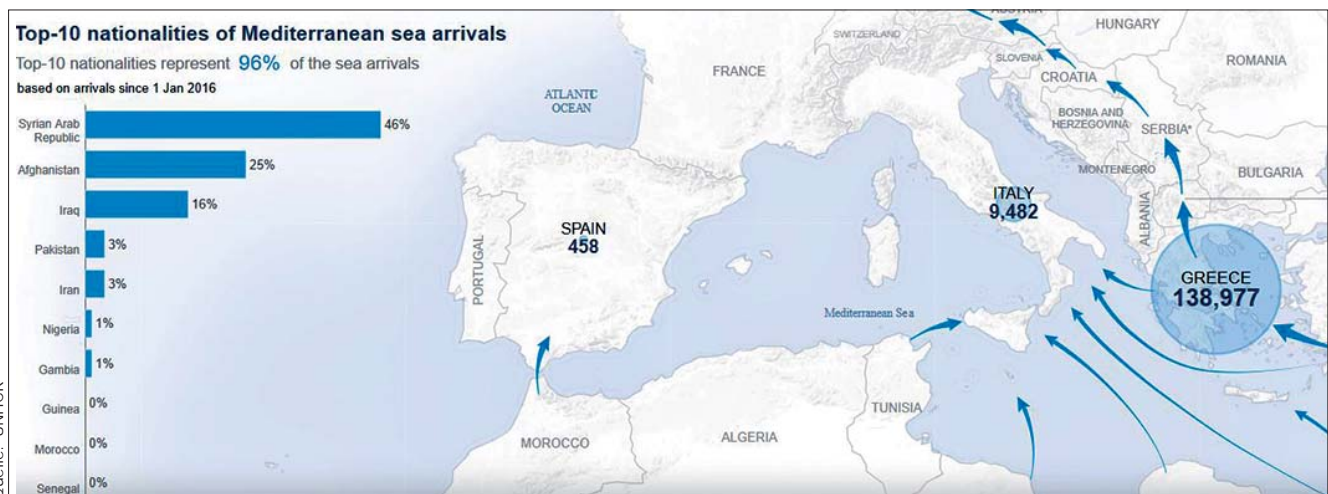 Top-10 nationalities of Mediterranean sea arrivals
Top-10 nationalities represent 96% of the sea arrivals
based on arrivals since 1 Jan 2016
Syrian Arab
Republic
46%
Afghanistan
25%
Iraq
16%
Pakistan
3%
Iran
3%
Nigeria
1%
Gambia
1%
Guinea
0%
Morocco
0%
Senegal
0%
ATLANTIC
OCEAN
FRANCE
SWITZERLAND
AUSTRIA
HUNGARY
SLOVENIA
CROATIA
ROMANIA
BOSNIA AND
HERZEGOVINA
SERBIA*
MONTENEGRO
BULGARIA
ALBANIA
ITALY
9,482
SPAIN
458
PORTUGAL
GREECE
138,977
Mediterranean Sea
TUNISIA
ALGERIA
MOROCCO
UNHCR